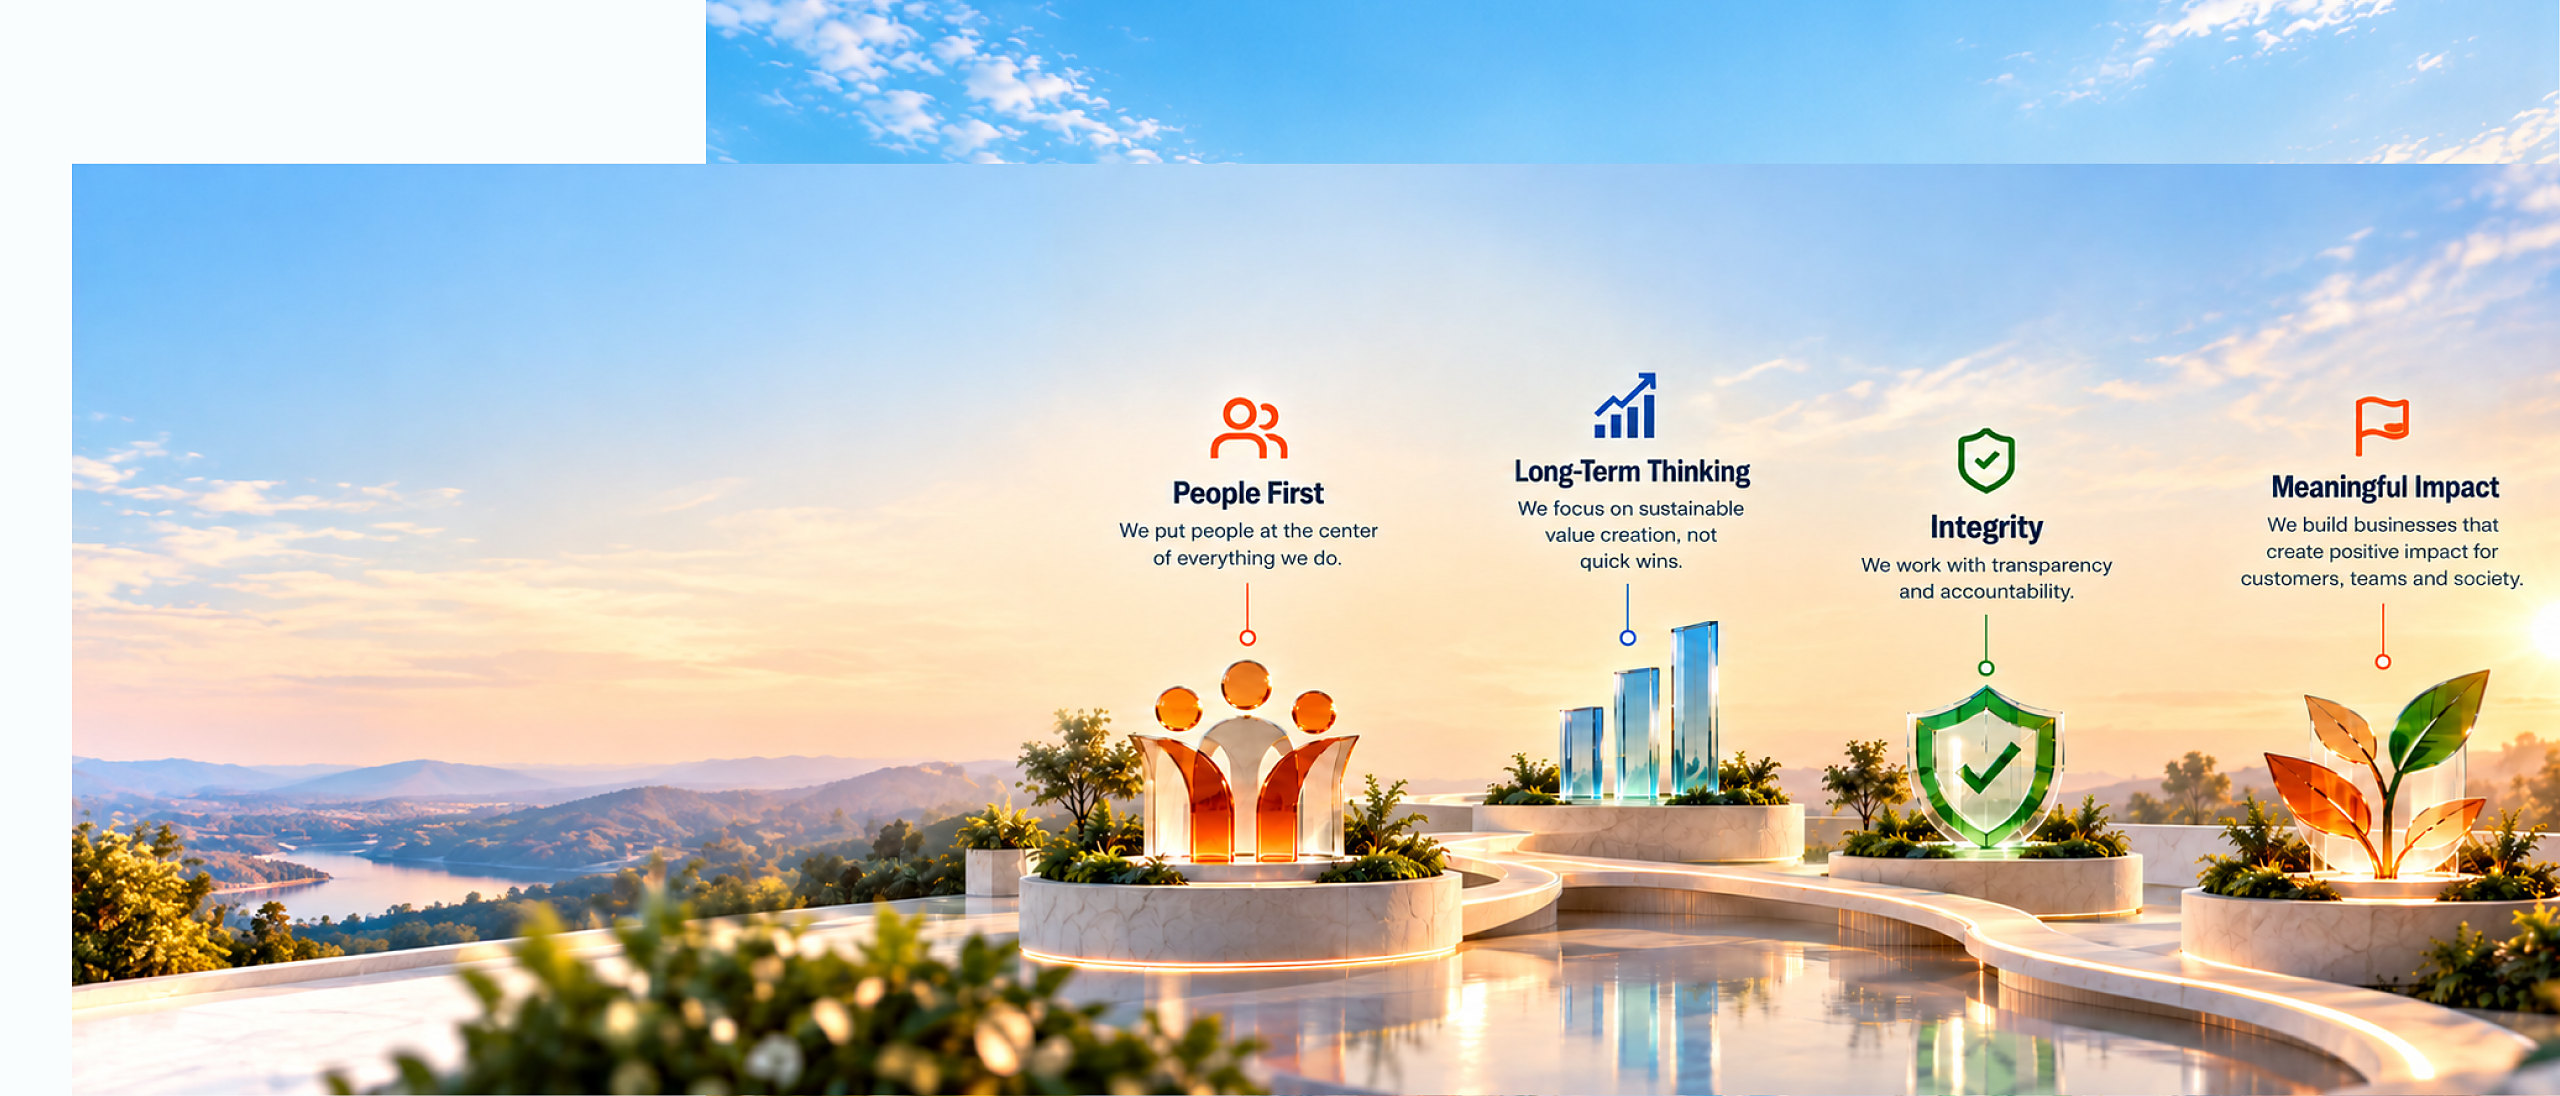 People First
We put people at the center
of everything we do.
Long-Term Thinking
We focus on sustainable
value creation, not
quick wins.
Integrity
We work with transparency
and accountability.
Meaningful Impact
We build businesses that
create positive impact for
customers, teams and society.